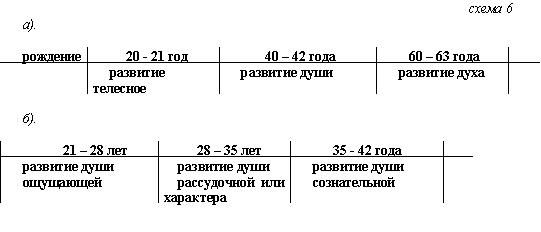 схема 6
а).
рождение 20 - 21 год 40 – 42 года 60 – 63 года
развитие развитие души развитие духа
телесное
б).
21 – 28 лет 28 – 35 лет 35 - 42 года
развитие души развитие души развитие души
ощущающей рассудочной или сознательной
характера